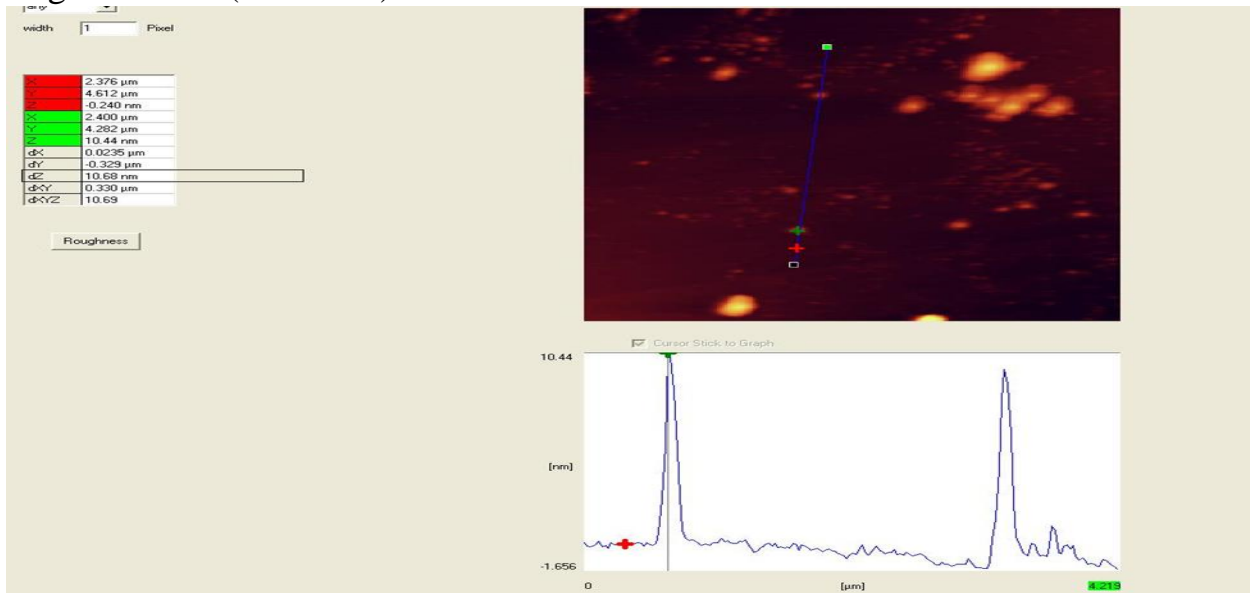 any
width 1 Pixel
X 2.376 µm
Y 4.612 µm
Z -0.240 nm
X 2.400 µm
Y 4.282 µm
Z 10.44 nm
dX 0.0235 µm
dY -0.329 µm
dZ 10.68 nm
dXY 0.330 µm
dXYZ 10.69
Roughness
Cursor Stick to Graph
10.44
[nm]
-1.656
0 [µm] 4.219